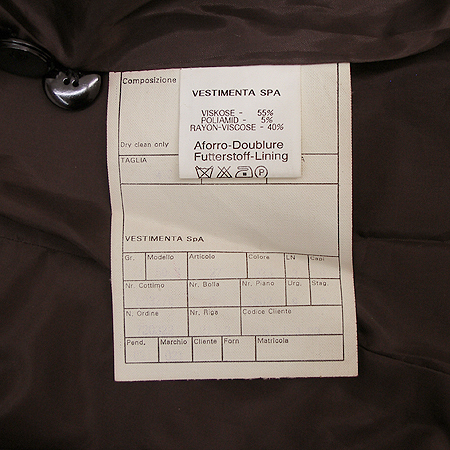 Composizione
VESTIMENTA SPA
VISKOSE - 55%
POLIAMID - 5%
RAYON-VISCOSE - 40%
Aforro-Doublure
Futterstoff-Lining
P
Dry clean only
TAGLIA
A
VESTIMENTA SpA
Gr. Modello Articolo Colore LN Capi
Nr. Cottimo Nr. Bolla Nr. Piano Urg. Stag.
N. Ordine Nr. Riga Codice Cliente
Pend. Marchio Cliente Forn Matricola